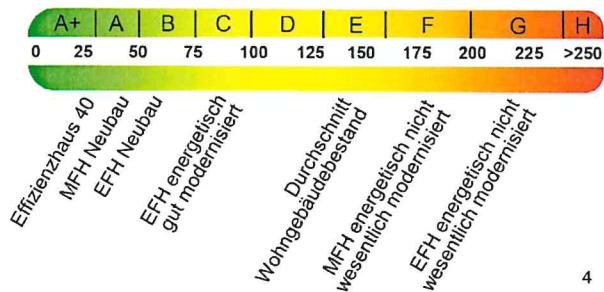 A+ A B C D E F G H
0 25 50 75 100 125 150 175 200 225 >250
Effizienzhaus 40
MFH Neubau
EFH Neubau
EFH energetisch
gut modernisiert
Durchschnitt
Wohngebäudebestand
MFH energetisch nicht
wesentlich modernisiert
EFH energetisch nicht
wesentlich modernisiert
4